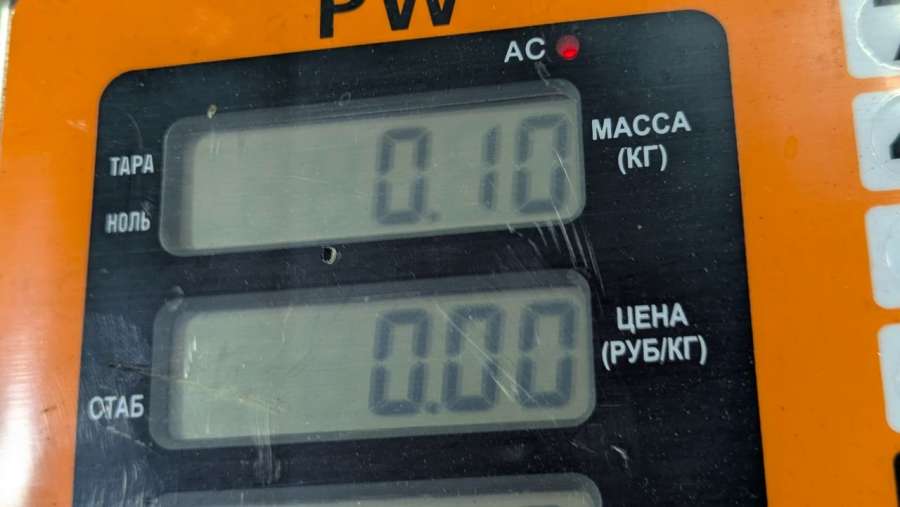 PW
AC
ТАРА
НОЛЬ
0.10
МАССА
(КГ)
СТАБ
0.00
ЦЕНА
(РУБ/КГ)